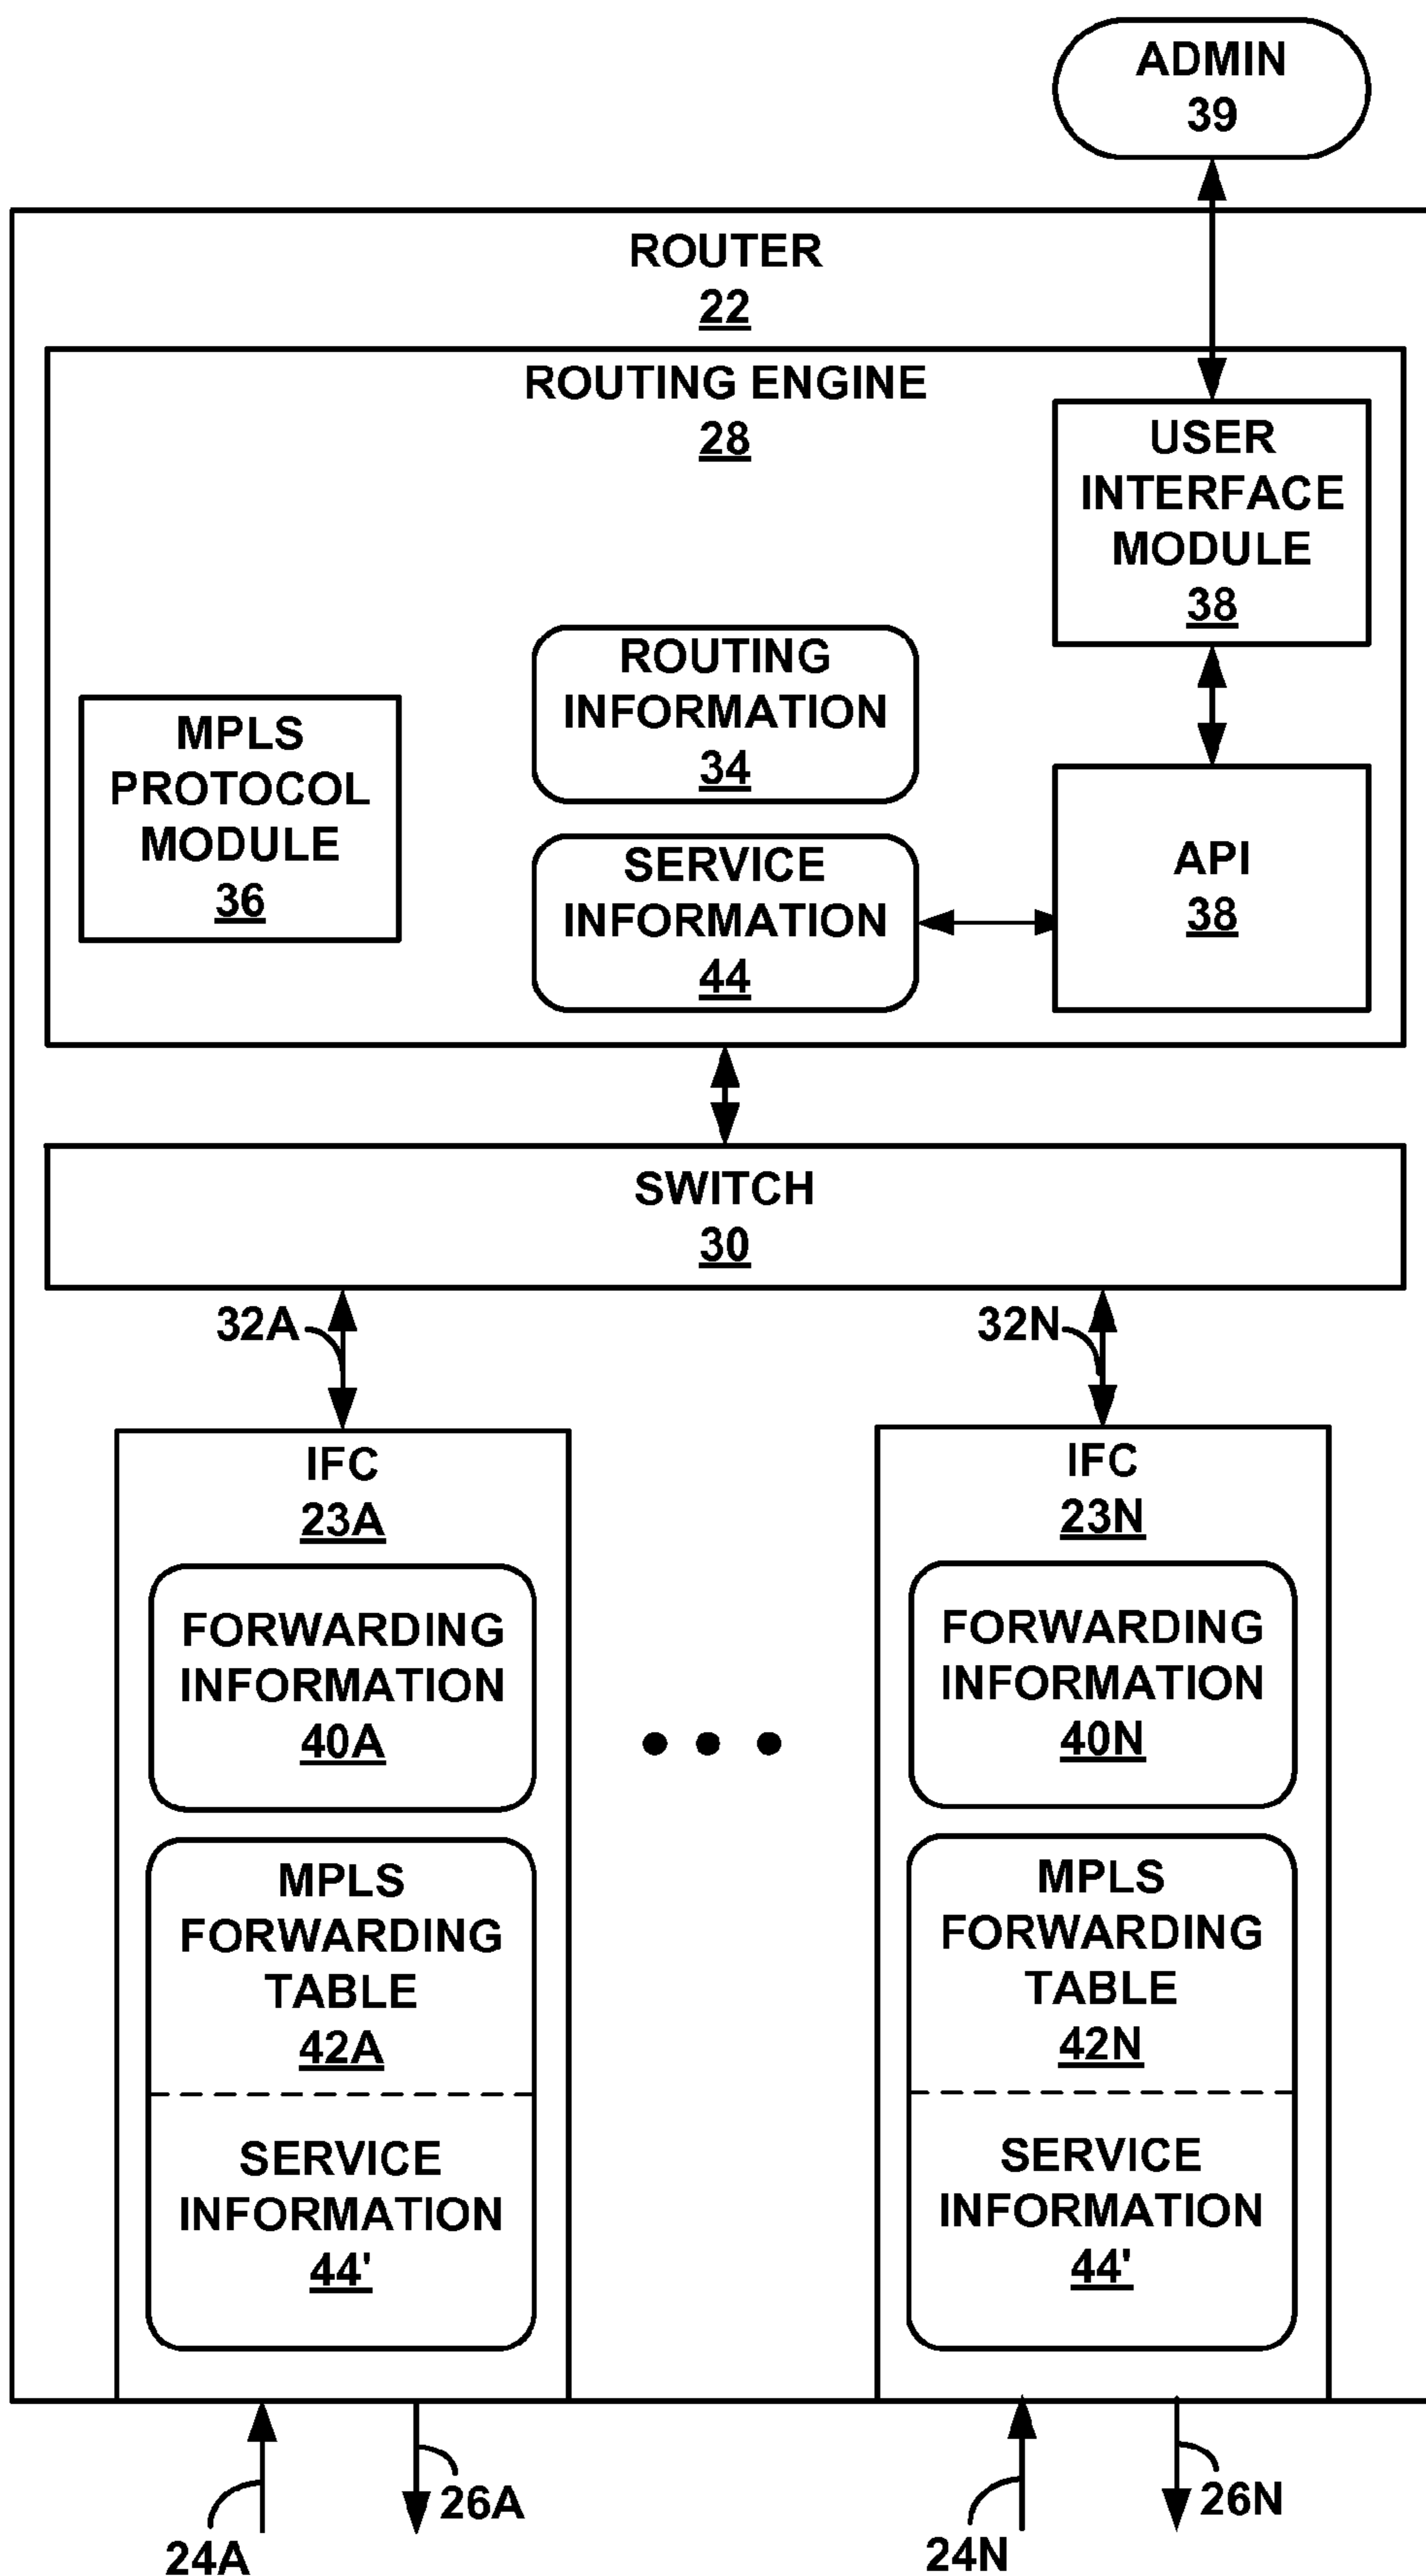 ADMIN
39
ROUTER
22
ROUTING ENGINE
28
USER
INTERFACE
MODULE
38
ROUTING
INFORMATION
34
MPLS
PROTOCOL
MODULE
36
SERVICE
INFORMATION
44
API
38
SWITCH
30
32A
32N
IFC
23A
FORWARDING
INFORMATION
40A
MPLS
FORWARDING
TABLE
42A
SERVICE
INFORMATION
44'
IFC
23N
FORWARDING
INFORMATION
40N
MPLS
FORWARDING
TABLE
42N
SERVICE
INFORMATION
44'
24A
26A
24N
26N